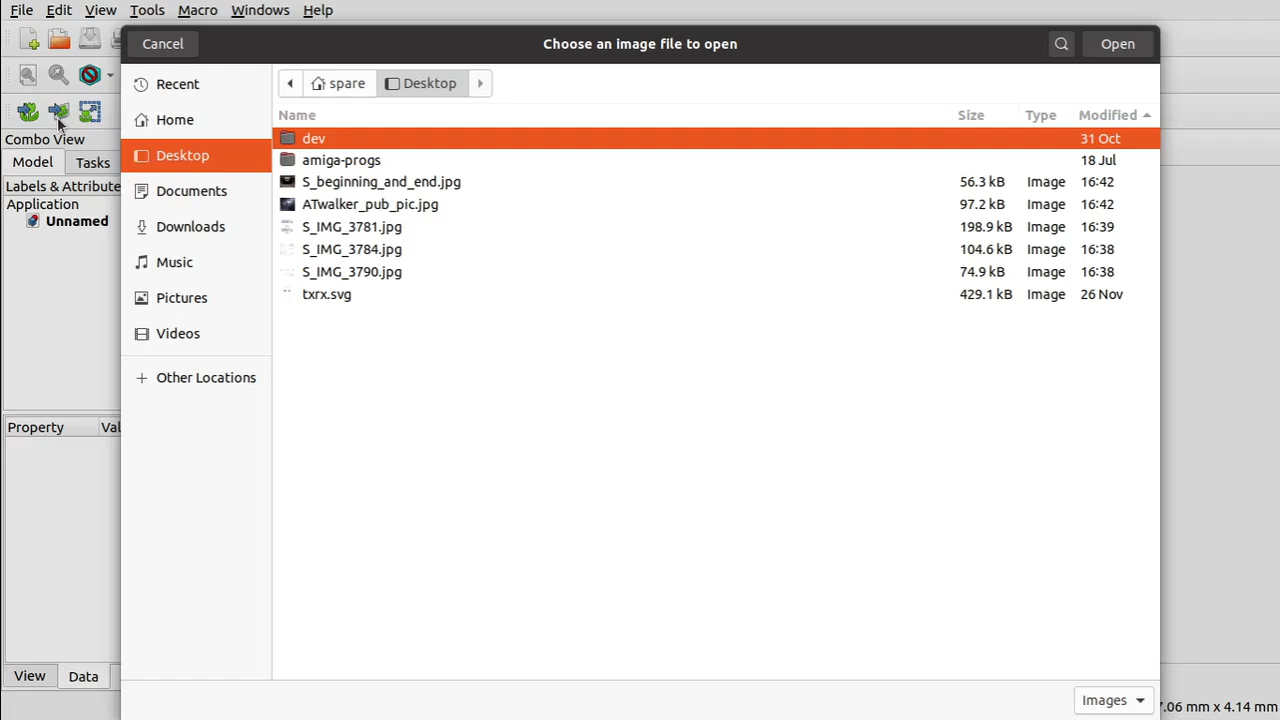 File Edit View Tools Macro Windows Help
Cancel Choose an image file to open Open
Recent
Home
Desktop
Documents
Downloads
Music
Pictures
Videos
Other Locations
spare Desktop
Name Size Type Modified
dev 31 Oct
amiga-progs 18 Jul
S_beginning_and_end.jpg 56.3 kB Image 16:42
ATwalker_pub_pic.jpg 97.2 kB Image 16:42
S_IMG_3781.jpg 198.9 kB Image 16:39
S_IMG_3784.jpg 104.6 kB Image 16:38
S_IMG_3790.jpg 74.9 kB Image 16:38
txrx.svg 429.1 kB Image 26 Nov
Images
Combo View
Model Tasks
Labels & Attribute
Application
Unnamed
Property Val
View Data
7.06 mm x 4.14 mm